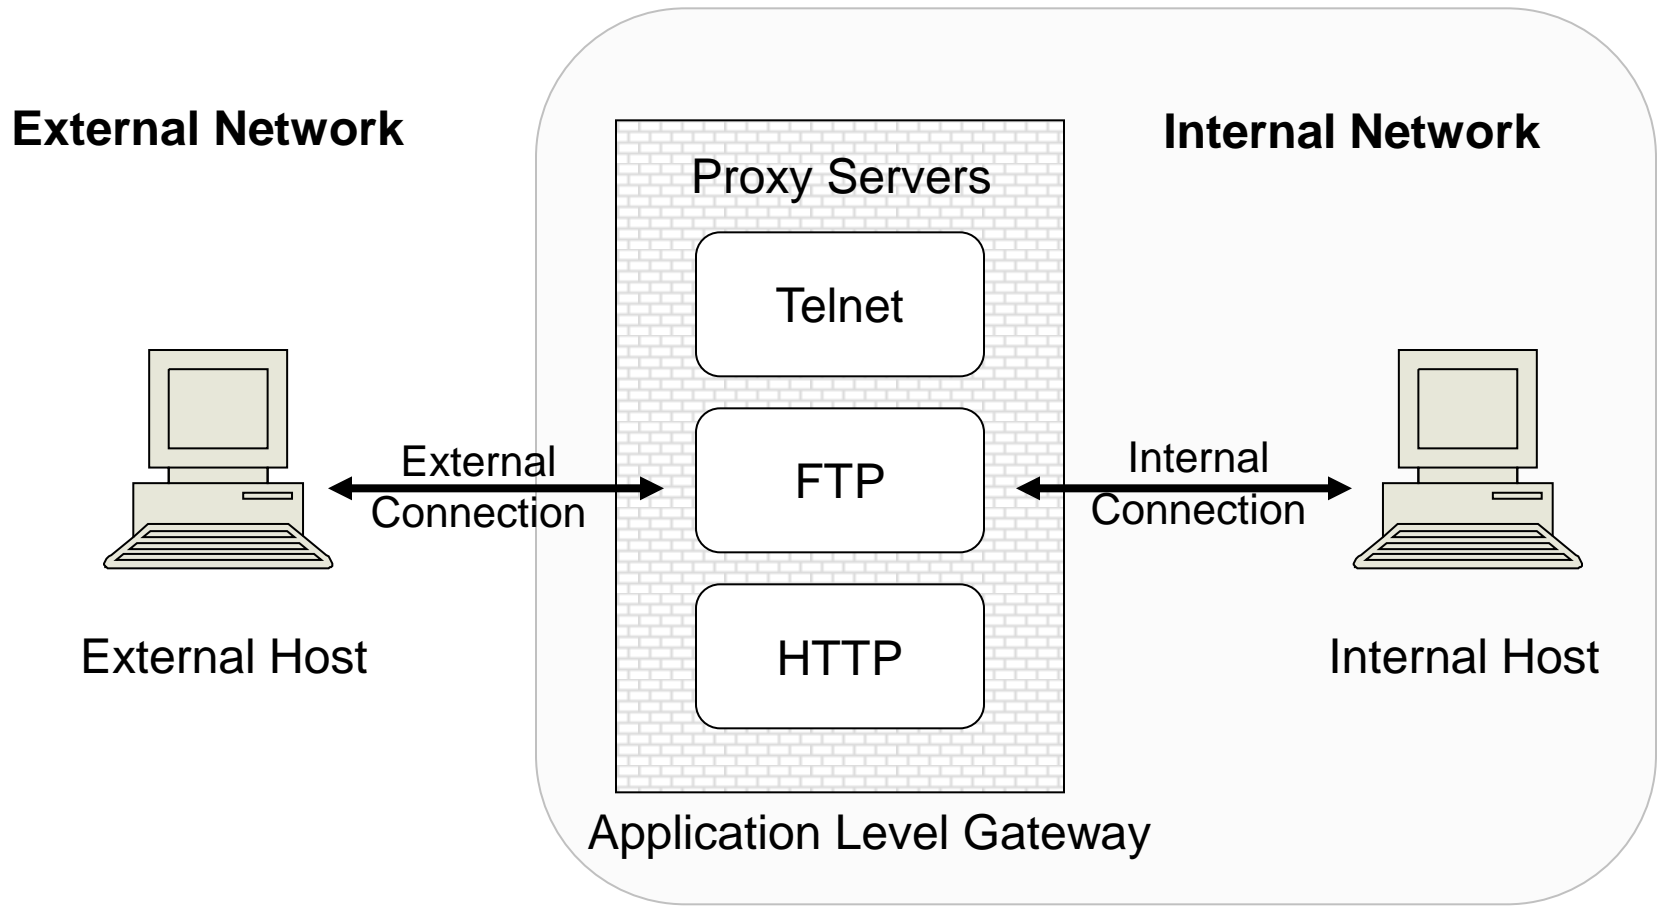 External Network
Internal Network
Proxy Servers
Telnet
External
Connection
FTP
Internal
Connection
HTTP
External Host
Internal Host
Application Level Gateway